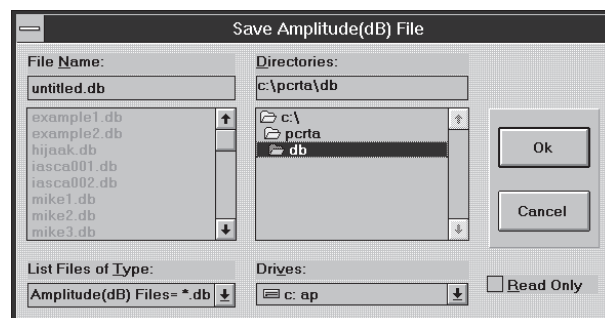 Save Amplitude(dB) File
File Name:
untitled.db
example1.db
example2.db
hijaak.db
iasca001.db
iasca002.db
mike1.db
mike2.db
mike3.db
List Files of Type:
Amplitude(dB) Files= *.db
Directories:
c:\pcrta\db
c:\
pcrta
db
Drives:
c: ap
Ok
Cancel
Read Only